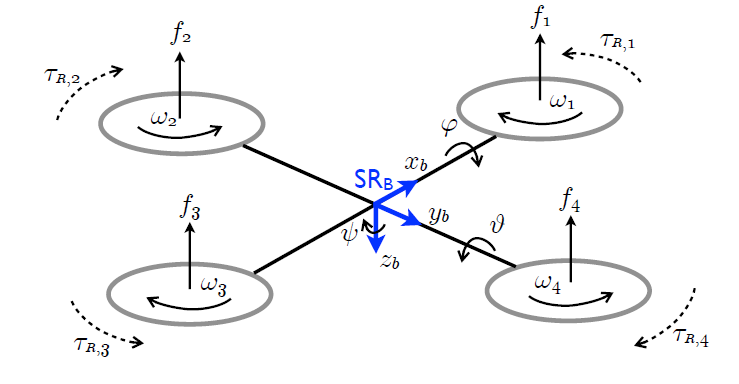 f₂
f₁
τ_R,2
τ_R,1
ω₂
ω₁
φ
x_b
SR_B
f₃
f₄
y_b
ϑ
ψ
z_b
ω₃
ω₄
τ_R,3
τ_R,4